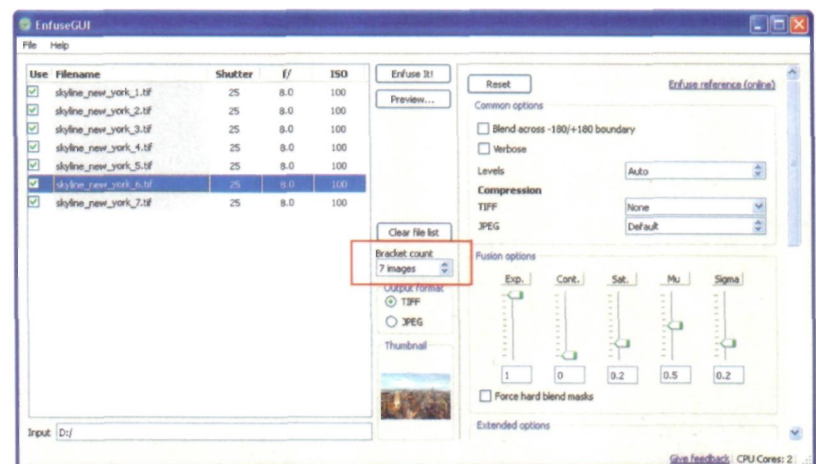 EnfuseGUI
File Help
Use Filename Shutter f/ ISO
skyline_new_york_1.tif 25 8.0 100
skyline_new_york_2.tif 25 8.0 100
skyline_new_york_3.tif 25 8.0 100
skyline_new_york_4.tif 25 8.0 100
skyline_new_york_5.tif 25 8.0 100
skyline_new_york_6.tif 25 8.0 100
skyline_new_york_7.tif 25 8.0 100
Input D:/
Enfuse It!
Preview...
Clear file list
Bracket count
7 images
Output format
TIFF
JPEG
Thumbnail
Reset Enfuse reference (online)
Common options
Blend across -180/+180 boundary
Verbose
Levels Auto
Compression
TIFF None
JPEG Default
Fusion options
Exp. Cont. Sat. Mu Sigma
1 0 0.2 0.5 0.2
Force hard blend masks
Extended options
Give feedback CPU Cores: 2